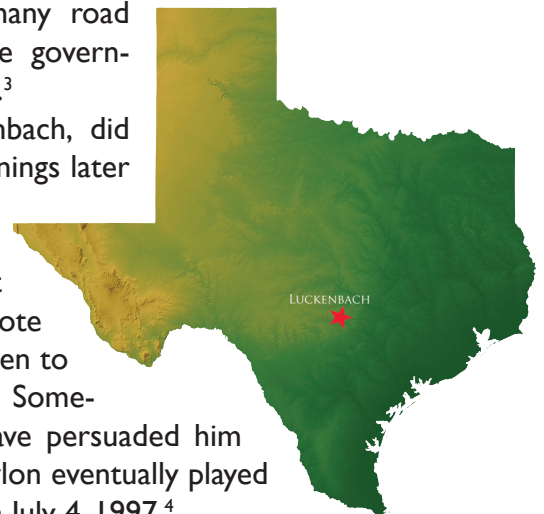 many road
e govern-
.³
nbach, did
nings later
LUCKENBACH
ote
en to
Some-
ave persuaded him
lon eventually played
July 4, 1997.⁴